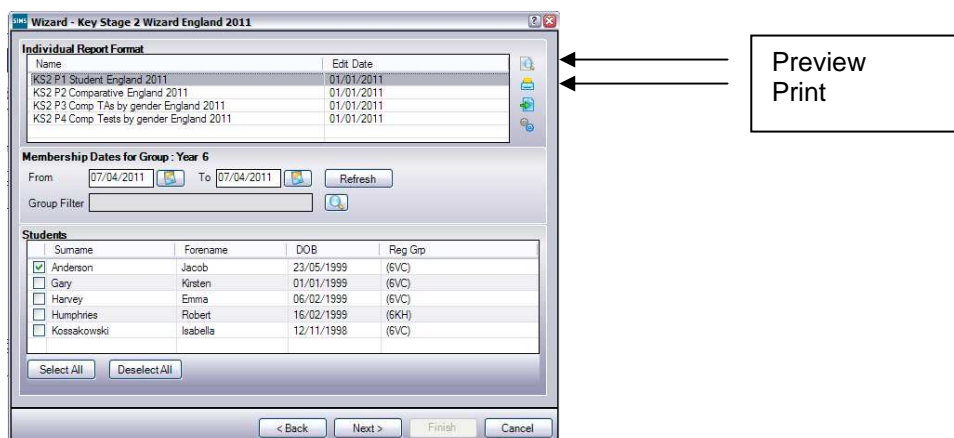 SIMS Wizard - Key Stage 2 Wizard England 2011
Individual Report Format
Name Edit Date
KS2 P1 Student England 2011 01/01/2011
KS2 P2 Comparative England 2011 01/01/2011
KS2 P3 Comp TAs by gender England 2011 01/01/2011
KS2 P4 Comp Tests by gender England 2011 01/01/2011
Preview
Print
Membership Dates for Group : Year 6
From 07/04/2011 To 07/04/2011 Refresh
Group Filter
Students
Surname Forename DOB Reg Grp
Anderson Jacob 23/05/1999 (6VC)
Gary Kirsten 01/01/1999 (6VC)
Harvey Emma 06/02/1999 (6VC)
Humphries Robert 16/02/1999 (6KH)
Kossakowski Isabella 12/11/1998 (6VC)
Select All Deselect All
< Back Next > Finish Cancel